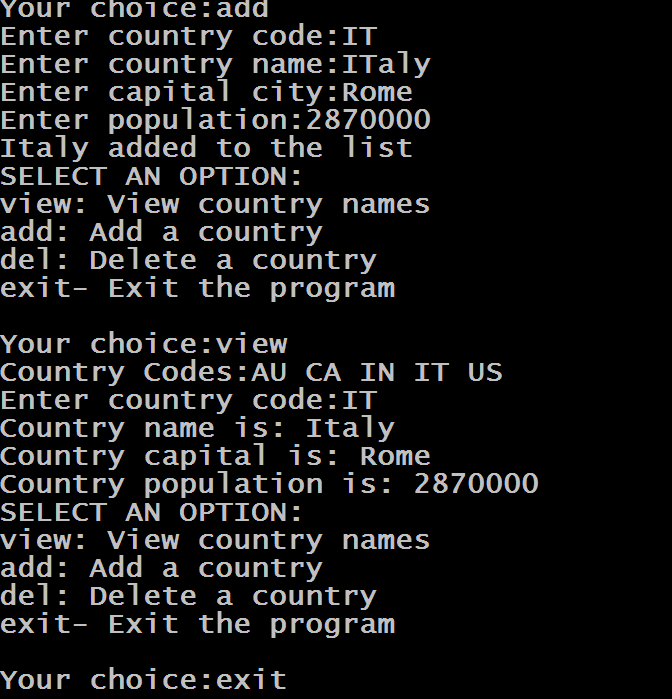 Your choice:add
Enter country code:IT
Enter country name:ITaly
Enter capital city:Rome
Enter population:2870000
Italy added to the list
SELECT AN OPTION:
view: View country names
add: Add a country
del: Delete a country
exit- Exit the program
Your choice:view
Country Codes:AU CA IN IT US
Enter country code:IT
Country name is: Italy
Country capital is: Rome
Country population is: 2870000
SELECT AN OPTION:
view: View country names
add: Add a country
del: Delete a country
exit- Exit the program
Your choice:exit